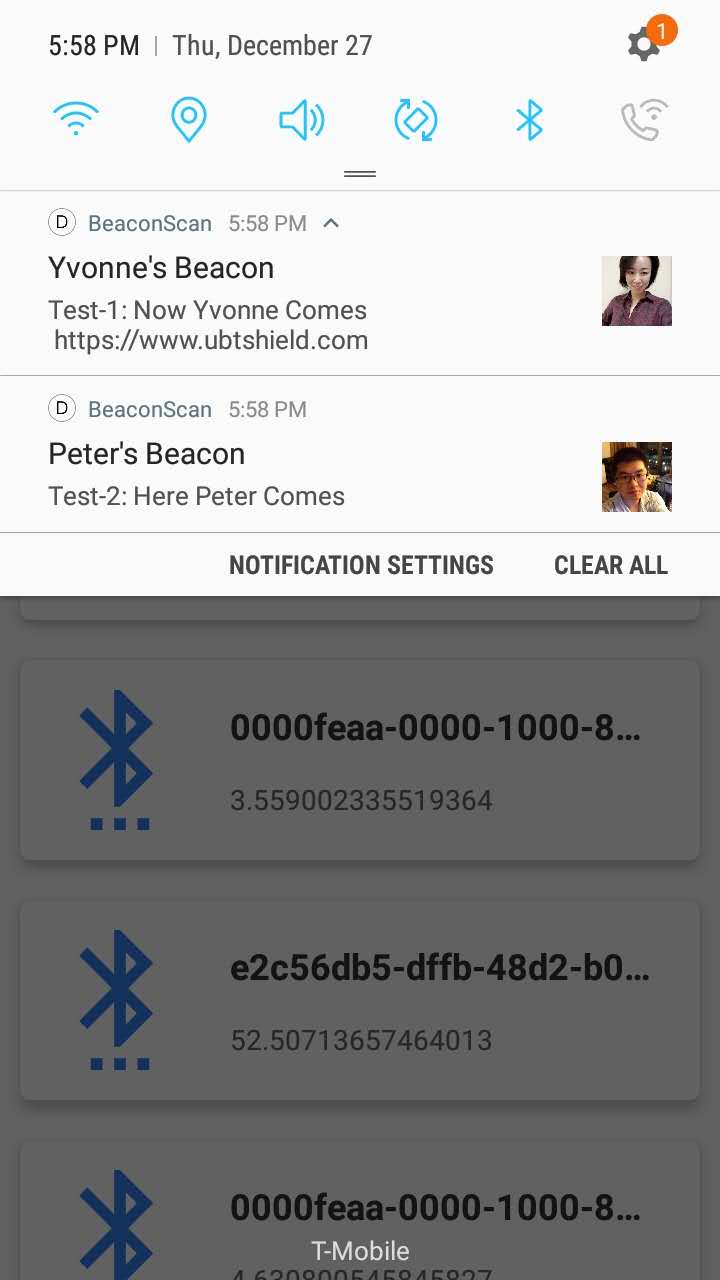 5:58 PM | Thu, December 27
1
D BeaconScan 5:58 PM
Yvonne's Beacon
Test-1: Now Yvonne Comes
https://www.ubtshield.com
D BeaconScan 5:58 PM
Peter's Beacon
Test-2: Here Peter Comes
NOTIFICATION SETTINGS CLEAR ALL
0000feaa-0000-1000-8...
3.559002335519364
e2c56db5-dffb-48d2-b0...
52.50713657464013
0000feaa-0000-1000-8...
T-Mobile